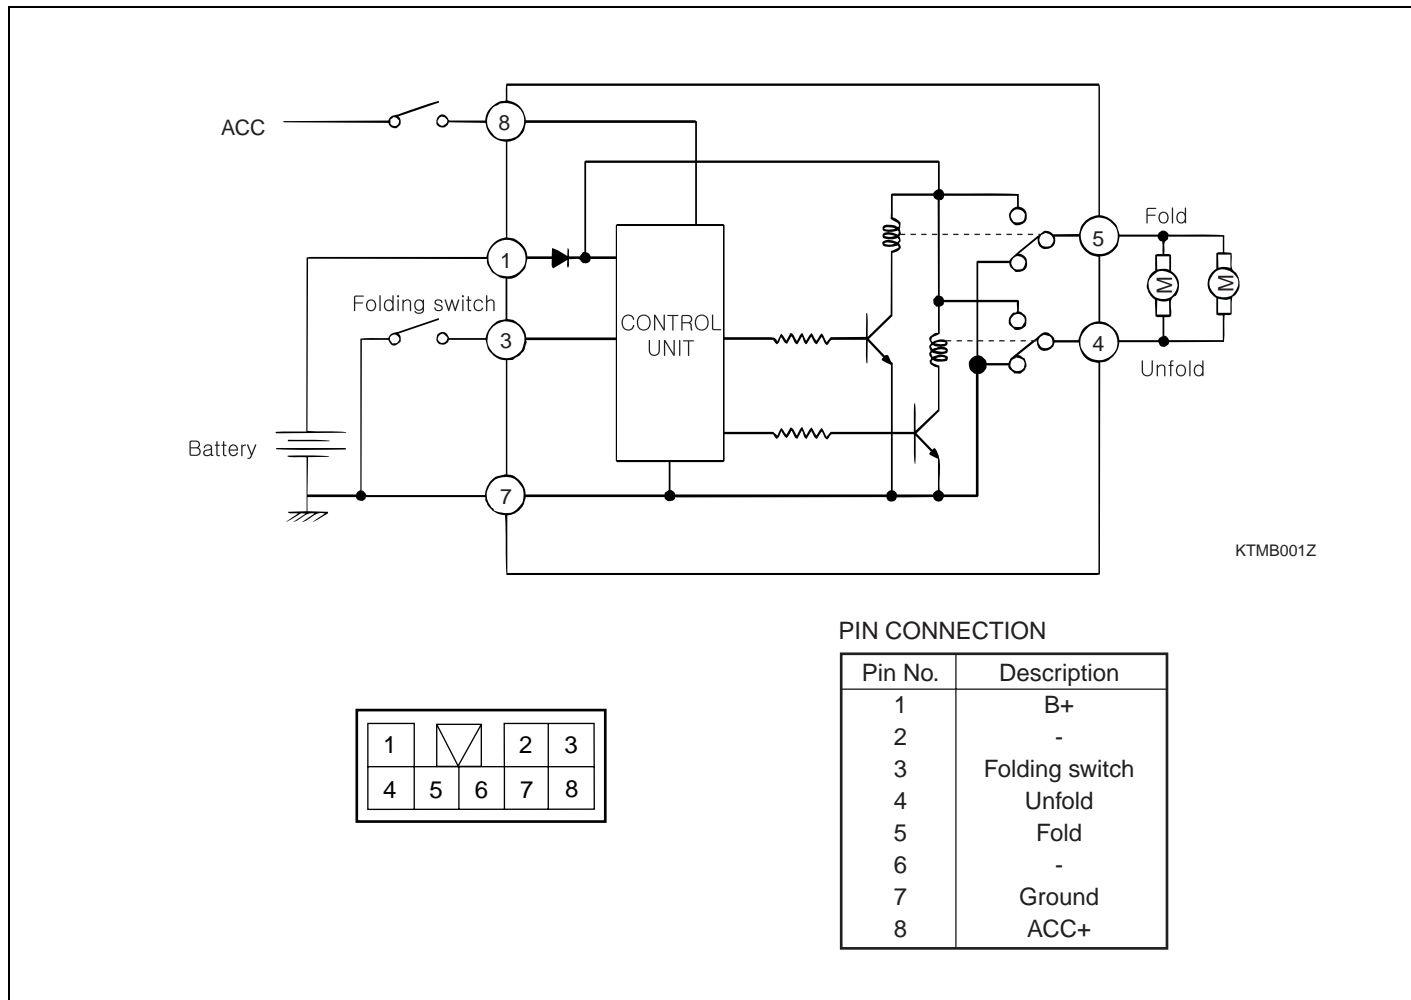 ACC
8
1
Folding switch
3
CONTROL
UNIT
Battery
7
5
Fold
M
M
4
Unfold
KTMB001Z
PIN CONNECTION
Pin No. Description
1 B+
2 -
3 Folding switch
4 Unfold
5 Fold
6 -
7 Ground
8 ACC+
1 2 3
4 5 6 7 8